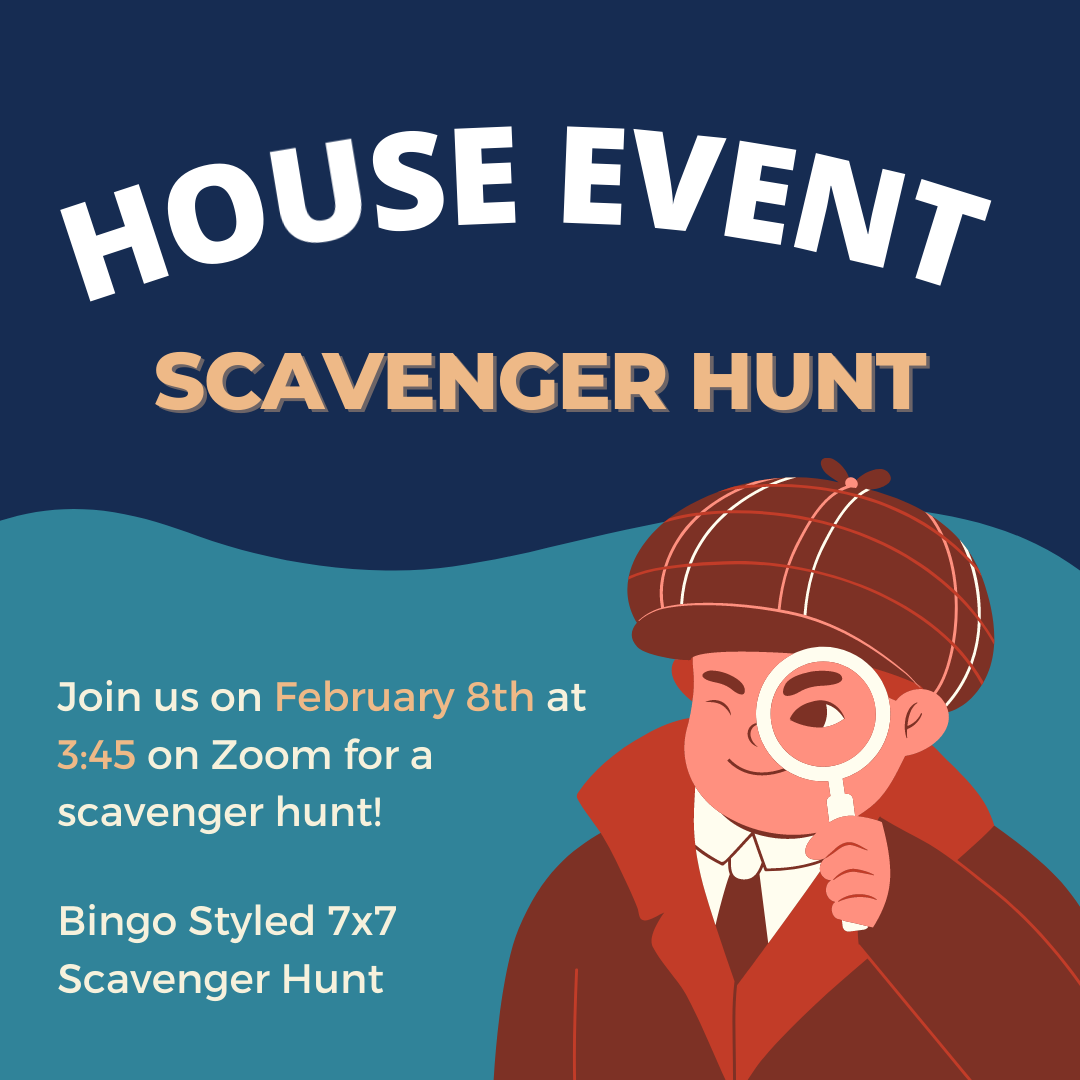 HOUSE EVENT
SCAVENGER HUNT
Join us on February 8th at
3:45 on Zoom for a
scavenger hunt!
Bingo Styled 7x7
Scavenger Hunt